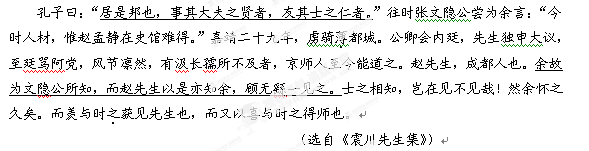 孔子曰：“居是邦也，事其大夫之贤者，友其士之仁者。”往时张文隐公尝为余言：“今
时人材，惟赵孟静在史馆难得。”嘉靖二十九年，虏骑薄都城。公卿会内廷，先生独申大议，
至廷骂阿党，风节凛然，有汲长孺所不及者，京师人至今能道之。赵先生，成都人也。余故
为文隐公所知，而赵先生以是亦知余，顾无繇一见之。士之相知，岂在见不见哉！然余怀之
久矣。而羡与时之获见先生也，而又以喜与时之得师也。
（选自《震川先生集》）